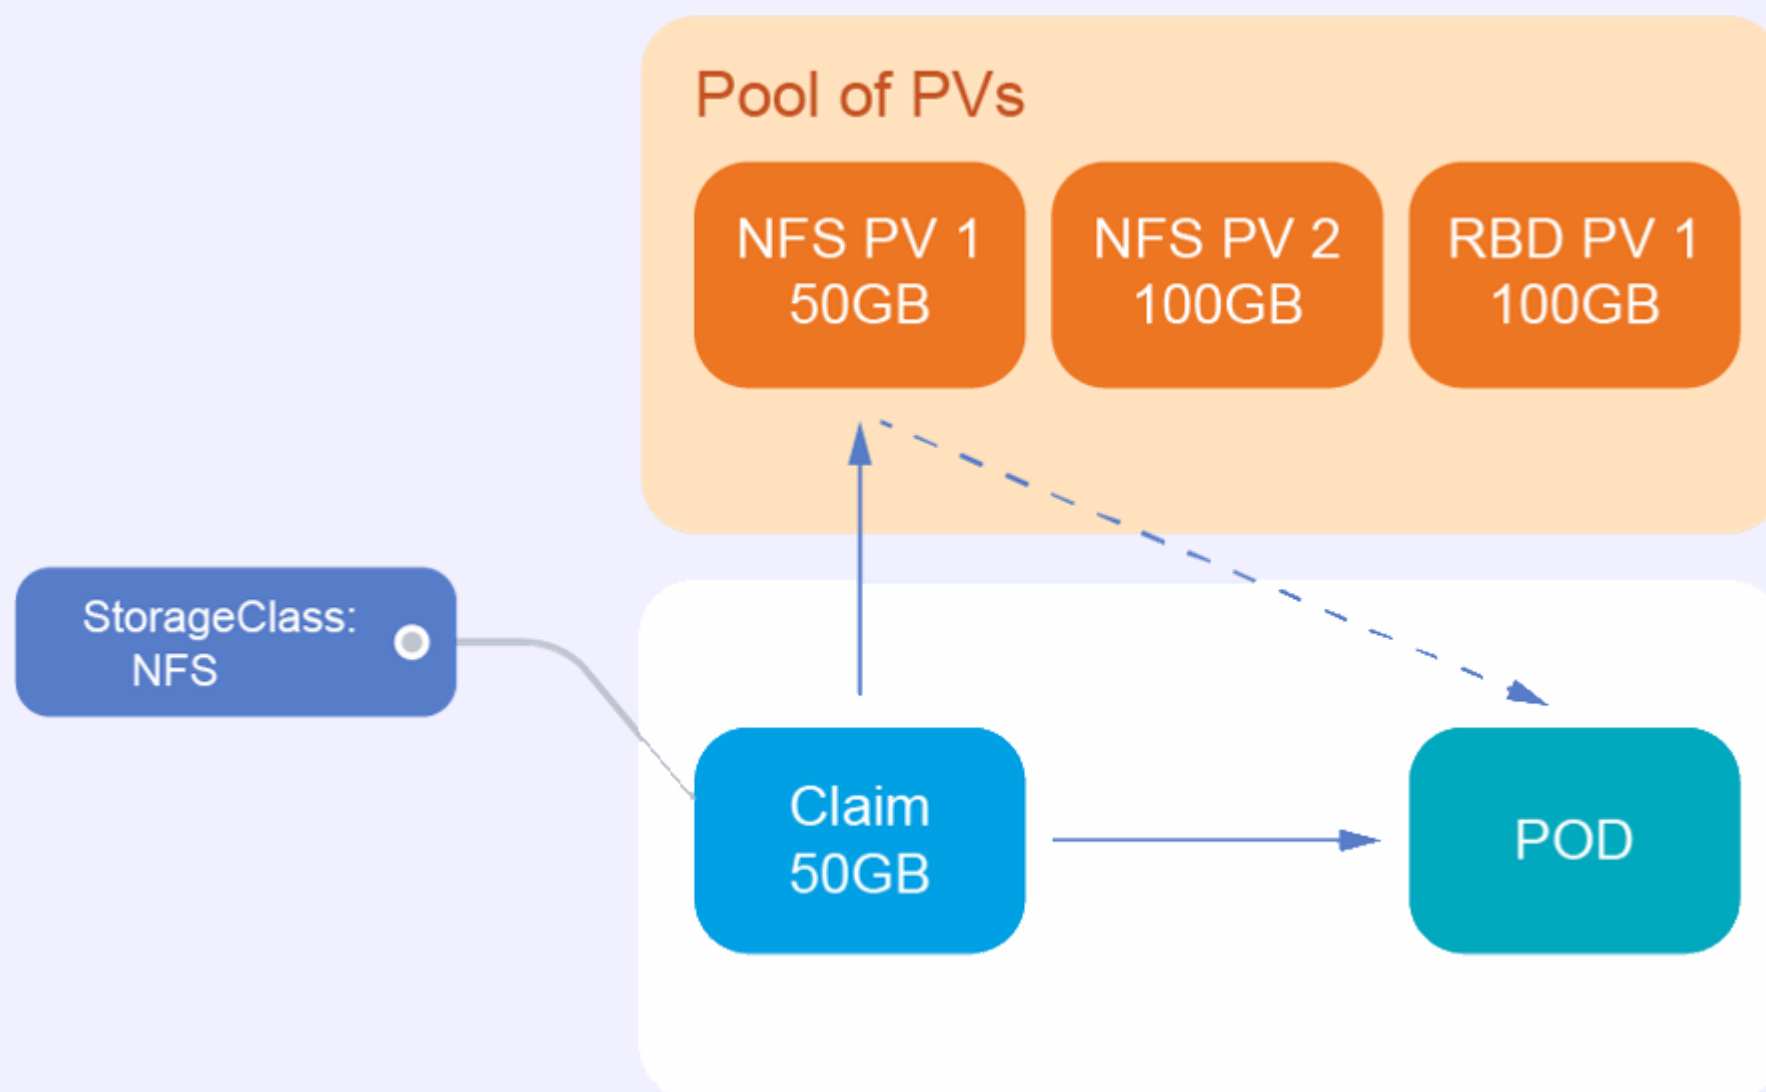 Pool of PVs
NFS PV 1
50GB
NFS PV 2
100GB
RBD PV 1
100GB
StorageClass:
NFS
Claim
50GB
POD